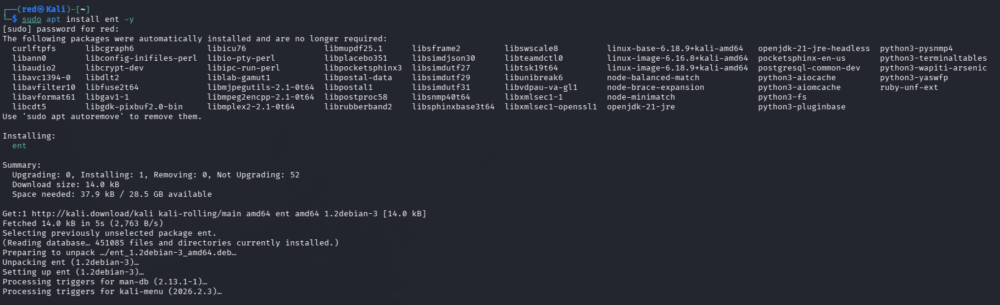 ┌──(red㉿Kali)-[~]
└─$ sudo apt install ent -y
[sudo] password for red:
The following packages were automatically installed and are no longer required:
  curlftpfs      libcgraph6             libicu76                libmupdf25.1      libsframe2       libswscale8          linux-base-6.18.9+kali-amd64   openjdk-21-jre-headless  python3-pysnmp4
  libann0        libconfig-inifiles-perl  libio-pty-perl          libplacebo351     libsimdjson30    libteamdctl0         linux-image-6.16.8+kali-amd64  pocketsphinx-en-us       python3-terminaltables
  libaudio2      libcrypt-dev           libipc-run-perl         libpocketsphinx3  libsimdutf27     libtsk19t64          linux-image-6.18.9+kali-amd64  postgresql-common-dev    python3-wapiti-arsenic
  libavc1394-0   libdlt2                liblab-gamut1           libpostal-data    libsimdutf29     libunibreak6         node-balanced-match            python3-aiocache         python3-yaswfp
  libavfilter10  libfuse2t64            libmjpegutils-2.1-0t64  libpostal1        libsimdutf31     libvdpau-va-gl1      node-brace-expansion           python3-aiomcache        ruby-unf-ext
  libavformat61  libgav1-1              libmpeg2encpp-2.1-0t64  libpostproc58     libsnmp40t64     libxmlsec1-1         node-minimatch                 python3-fs
  libcdt5        libgdk-pixbuf2.0-bin   libmplex2-2.1-0t64      librubberband2    libsphinxbase3t64  libxmlsec1-openssl1  openjdk-21-jre                 python3-pluginbase
Use 'sudo apt autoremove' to remove them.
Installing:
  ent
Summary:
  Upgrading: 0, Installing: 1, Removing: 0, Not Upgrading: 52
  Download size: 14.0 kB
  Space needed: 37.9 kB / 28.5 GB available
Get:1 http://kali.download/kali kali-rolling/main amd64 ent amd64 1.2debian-3 [14.0 kB]
Fetched 14.0 kB in 5s (2,763 B/s)
Selecting previously unselected package ent.
(Reading database… 451085 files and directories currently installed.)
Preparing to unpack …/ent_1.2debian-3_amd64.deb…
Unpacking ent (1.2debian-3)…
Setting up ent (1.2debian-3)…
Processing triggers for man-db (2.13.1-1)…
Processing triggers for kali-menu (2026.2.3)…